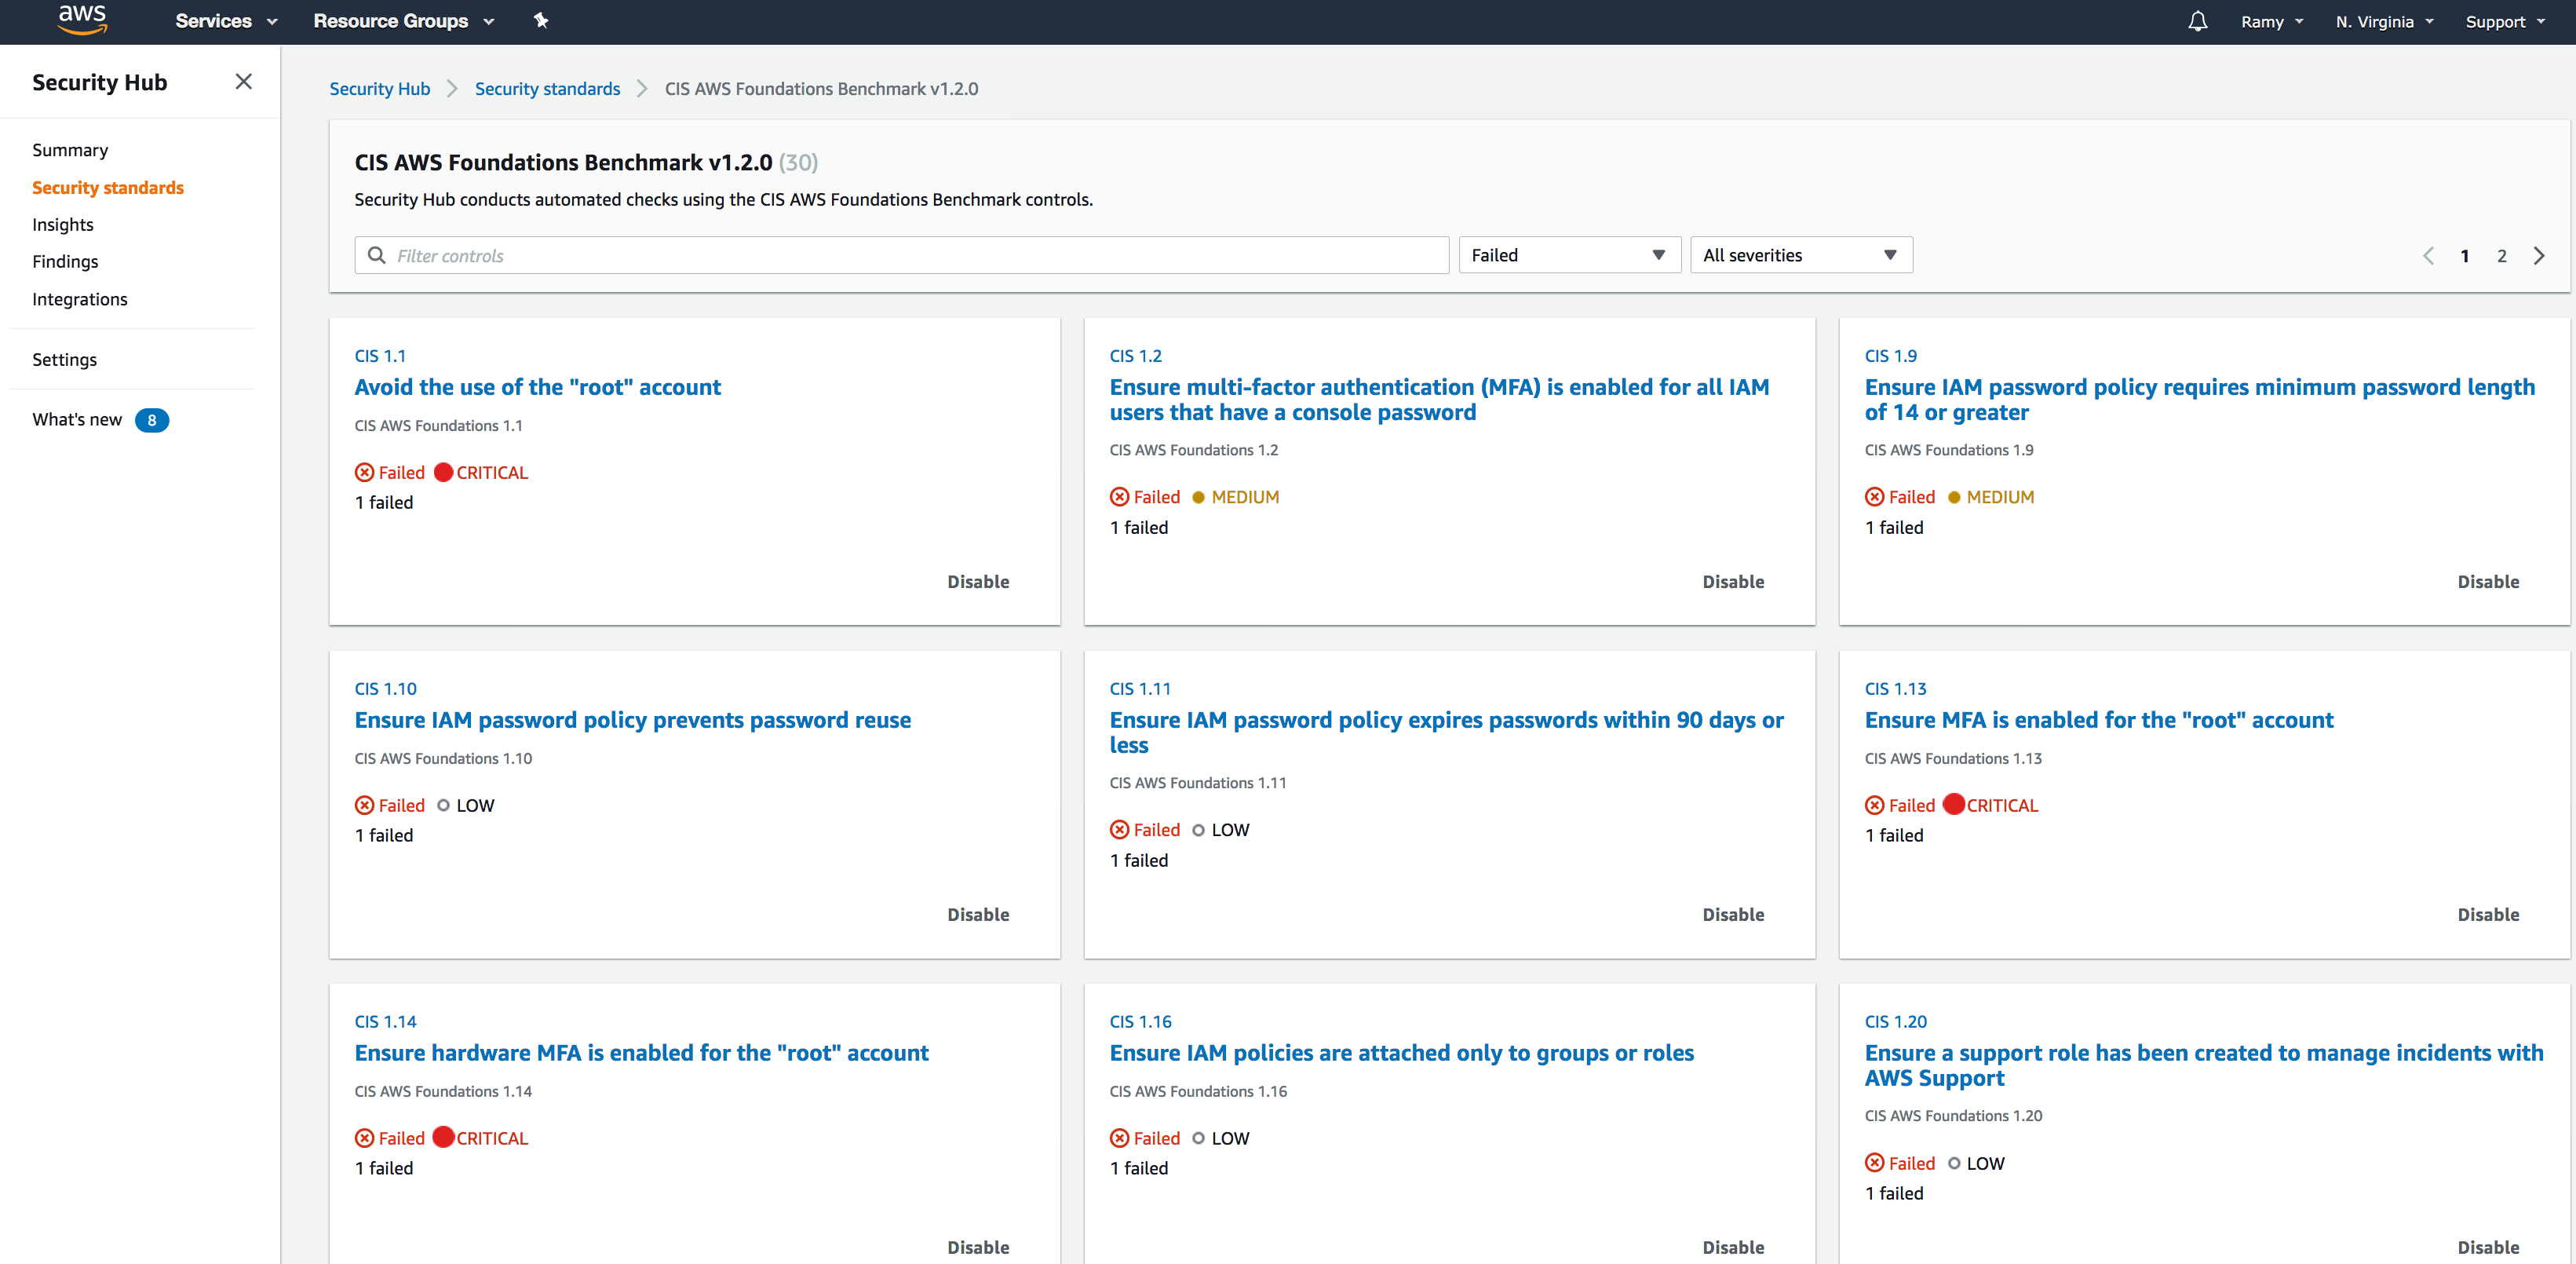 aws Services Resource Groups Ramy N. Virginia Support
Security Hub
Summary
Security standards
Insights
Findings
Integrations
Settings
What's new 8
Security Hub Security standards CIS AWS Foundations Benchmark v1.2.0
CIS AWS Foundations Benchmark v1.2.0 (30)
Security Hub conducts automated checks using the CIS AWS Foundations Benchmark controls.
Filter controls Failed All severities 1 2
CIS 1.1
Avoid the use of the "root" account
CIS AWS Foundations 1.1
Failed CRITICAL
1 failed
Disable
CIS 1.2
Ensure multi-factor authentication (MFA) is enabled for all IAM
users that have a console password
CIS AWS Foundations 1.2
Failed MEDIUM
1 failed
Disable
CIS 1.9
Ensure IAM password policy requires minimum password length
of 14 or greater
CIS AWS Foundations 1.9
Failed MEDIUM
1 failed
Disable
CIS 1.10
Ensure IAM password policy prevents password reuse
CIS AWS Foundations 1.10
Failed LOW
1 failed
Disable
CIS 1.11
Ensure IAM password policy expires passwords within 90 days or
less
CIS AWS Foundations 1.11
Failed LOW
1 failed
Disable
CIS 1.13
Ensure MFA is enabled for the "root" account
CIS AWS Foundations 1.13
Failed CRITICAL
1 failed
Disable
CIS 1.14
Ensure hardware MFA is enabled for the "root" account
CIS AWS Foundations 1.14
Failed CRITICAL
1 failed
Disable
CIS 1.16
Ensure IAM policies are attached only to groups or roles
CIS AWS Foundations 1.16
Failed LOW
1 failed
Disable
CIS 1.20
Ensure a support role has been created to manage incidents with
AWS Support
CIS AWS Foundations 1.20
Failed LOW
1 failed
Disable